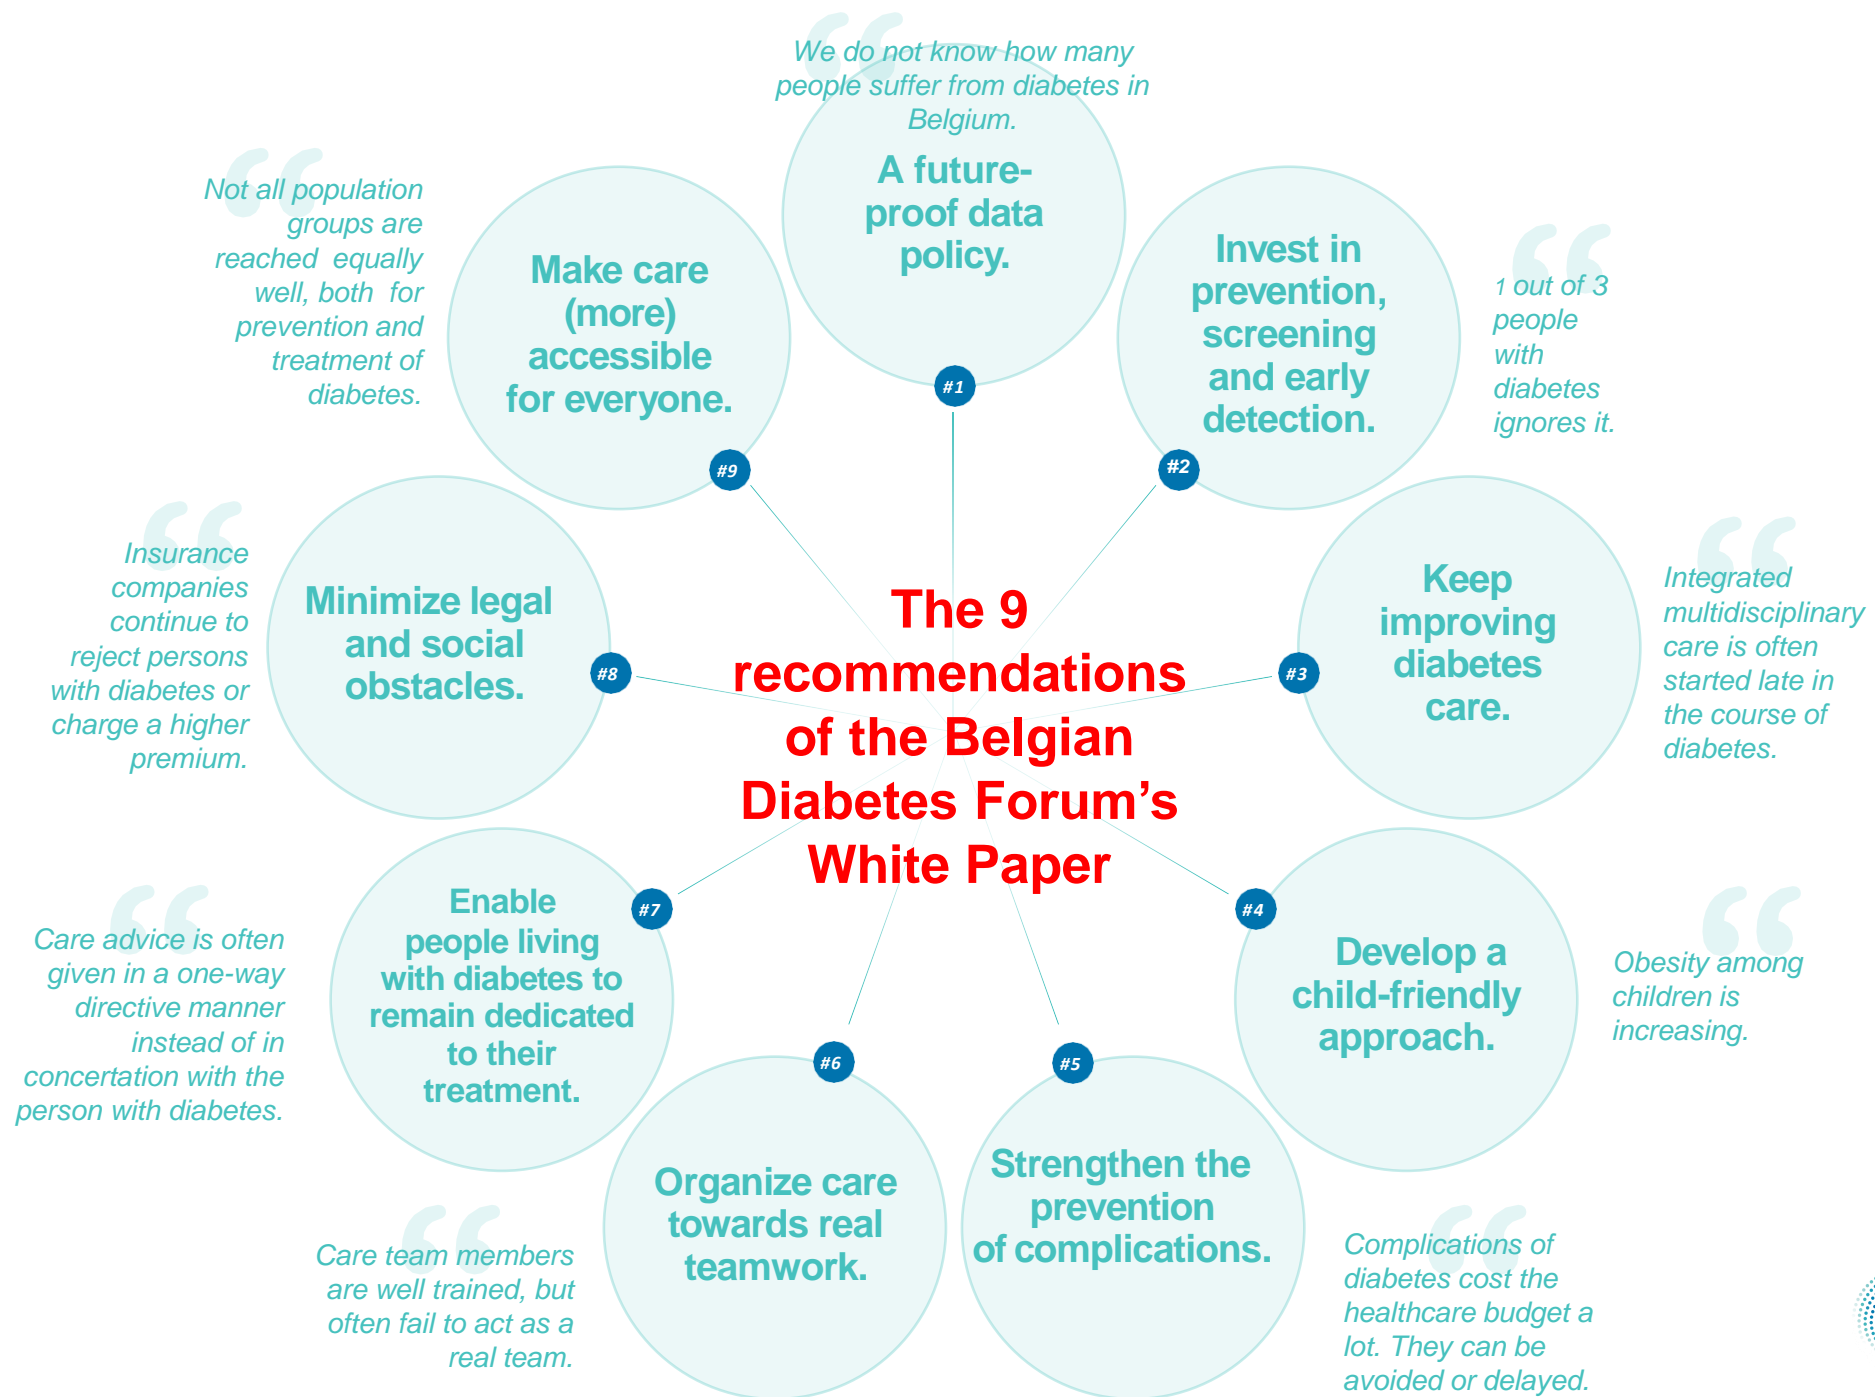 We do not know how many
people suffer from diabetes in
Belgium.
A future-
proof data
policy.
#1
Invest in
prevention,
screening
and early
detection.
#2
1 out of 3
people
with
diabetes
ignores it.
Keep
improving
diabetes
care.
#3
Integrated
multidisciplinary
care is often
started late in
the course of
diabetes.
Develop a
child-friendly
approach.
#4
Obesity among
children is
increasing.
Strengthen the
prevention
of complications.
#5
Complications of
diabetes cost the
healthcare budget a
lot. They can be
avoided or delayed.
Organize care
towards real
teamwork.
#6
Care team members
are well trained, but
often fail to act as a
real team.
Enable
people living
with diabetes to
remain dedicated
to their
treatment.
#7
Care advice is often
given in a one-way
directive manner
instead of in
concertation with the
person with diabetes.
Minimize legal
and social
obstacles.
#8
Insurance
companies
continue to
reject persons
with diabetes or
charge a higher
premium.
Make care
(more)
accessible
for everyone.
#9
Not all population
groups are
reached equally
well, both for
prevention and
treatment of
diabetes.
The 9
recommendations
of the Belgian
Diabetes Forum’s
White Paper